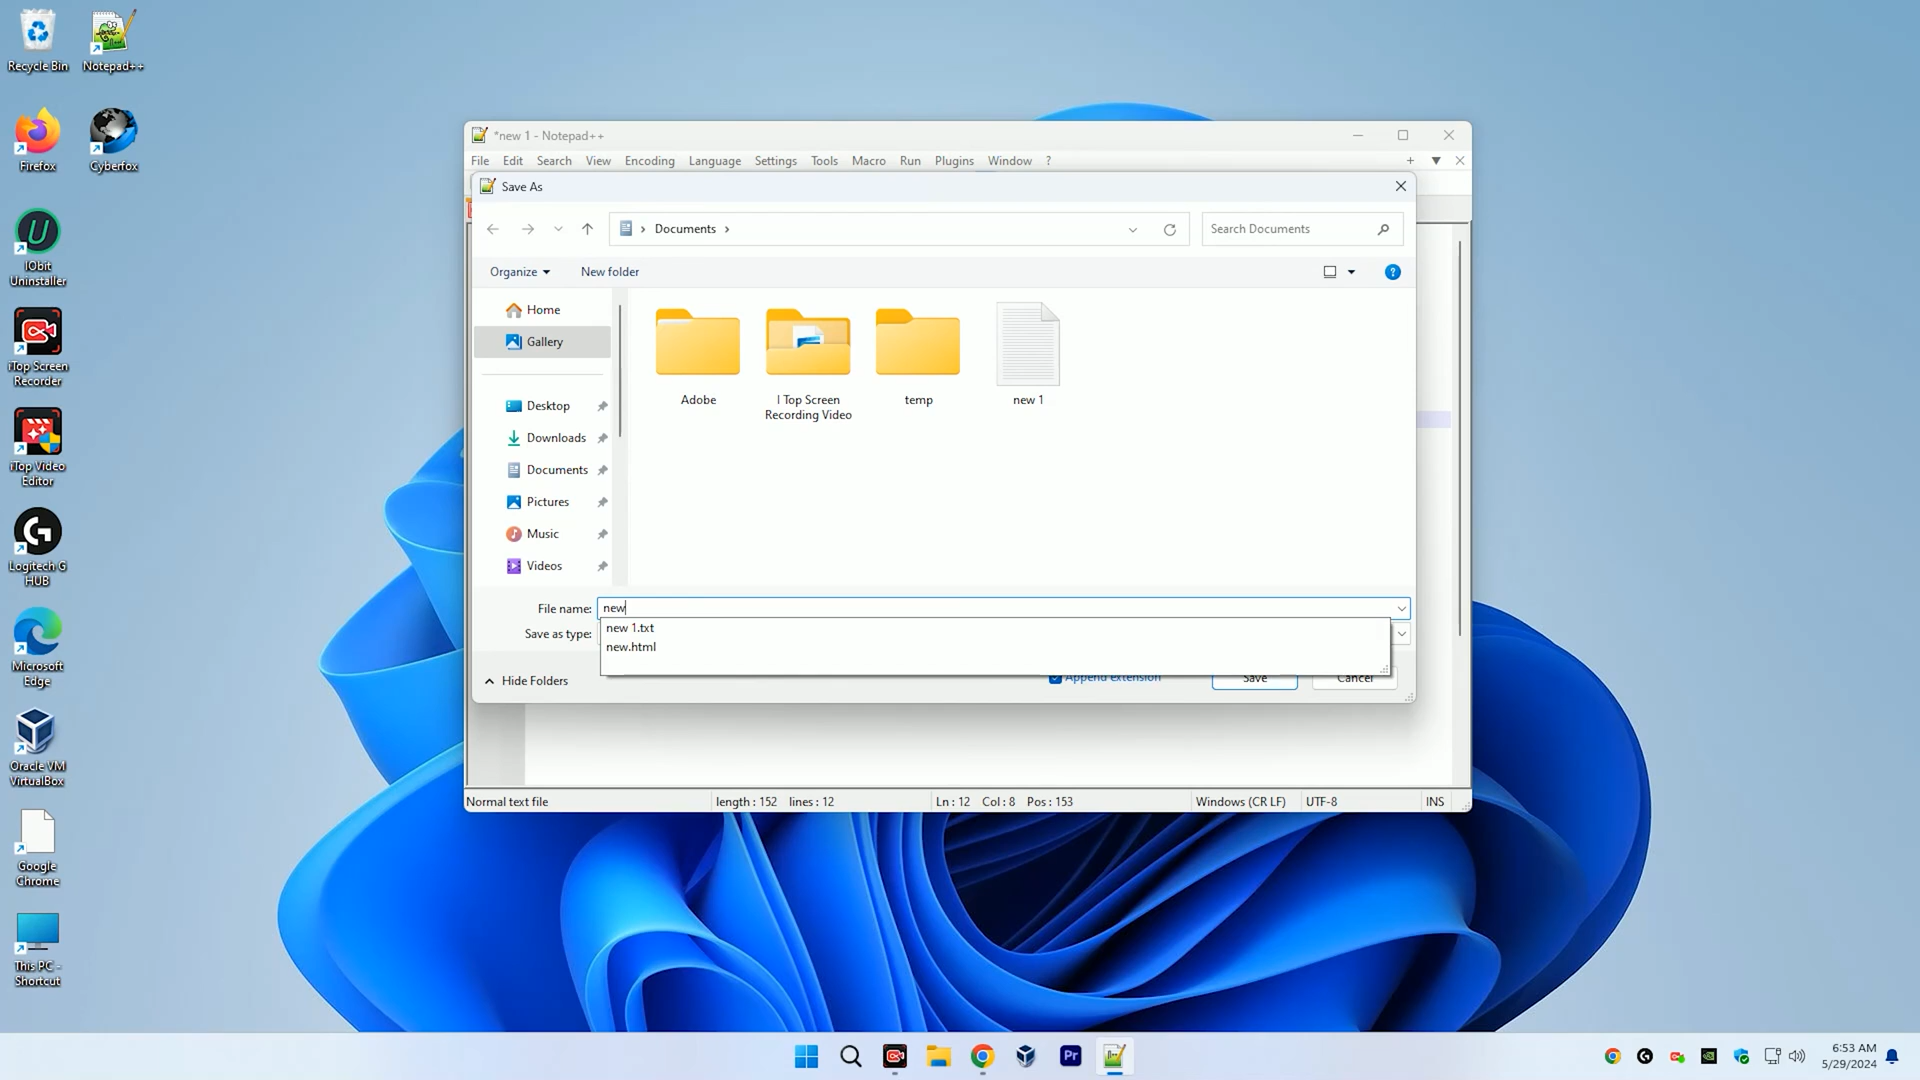 Recycle Bin
Notepad++
Firefox
Cyberfox
IObit
Uninstaller
iTop Screen
Recorder
iTop Video
Editor
Logitech G
HUB
Microsoft
Edge
Oracle VM
VirtualBox
Google
Chrome
This PC -
Shortcut
*new 1 - Notepad++
File Edit Search View Encoding Language Settings Tools Macro Run Plugins Window ?
Save As
Documents
Search Documents
Organize
New folder
Home
Gallery
Desktop
Downloads
Documents
Pictures
Music
Videos
Adobe
I Top Screen
Recording Video
temp
new 1
File name: new
Save as type:
new 1.txt
new.html
Hide Folders
Append extension
Save
Cancel
Normal text file
length : 152 lines : 12
Ln : 12 Col : 8 Pos : 153
Windows (CR LF)
UTF-8
INS
Pr
6:53 AM
5/29/2024